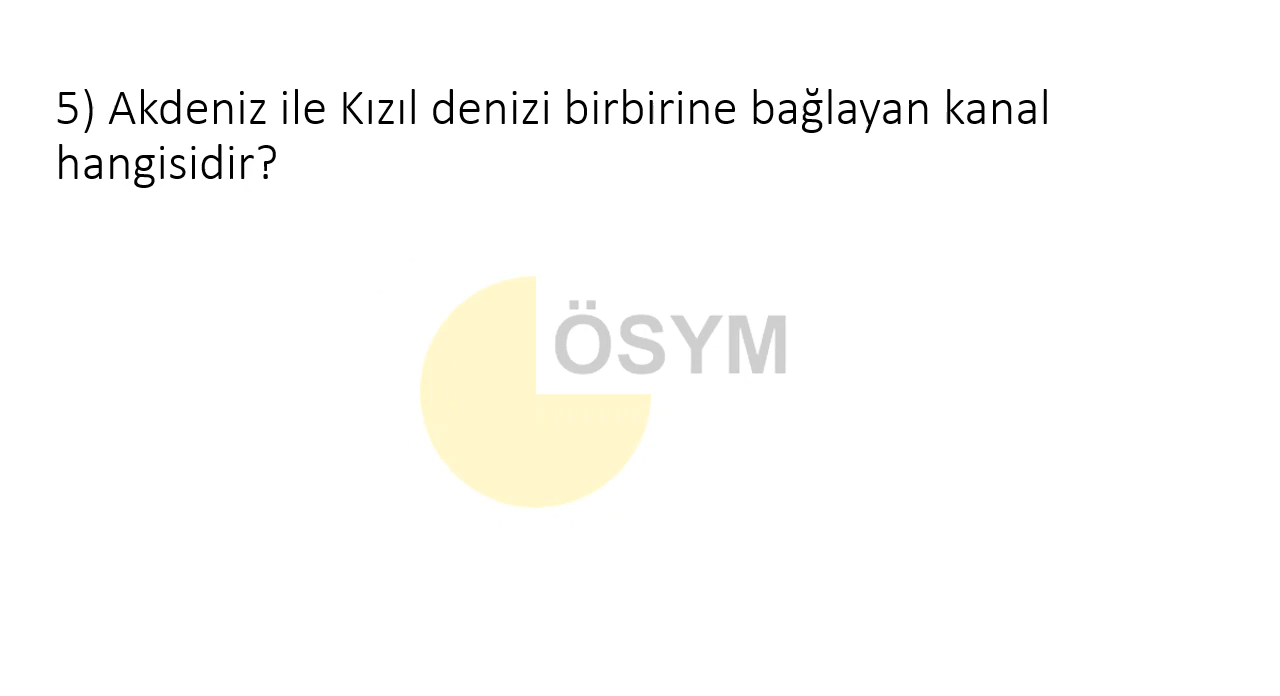 5) Akdeniz ile Kızıl denizi birbirine bağlayan kanal
hangisidir?
ÖSYM